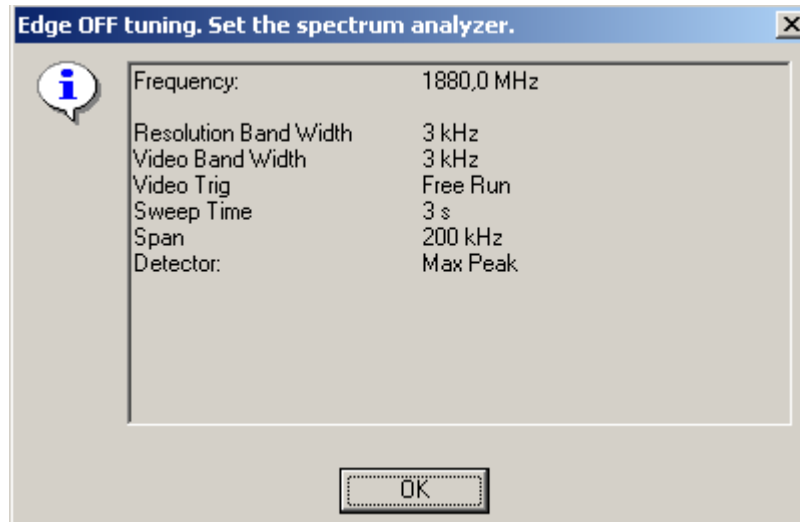 Edge OFF tuning. Set the spectrum analyzer.
Frequency: 1880,0 MHz
Resolution Band Width 3 kHz
Video Band Width 3 kHz
Video Trig Free Run
Sweep Time 3 s
Span 200 kHz
Detector: Max Peak
OK